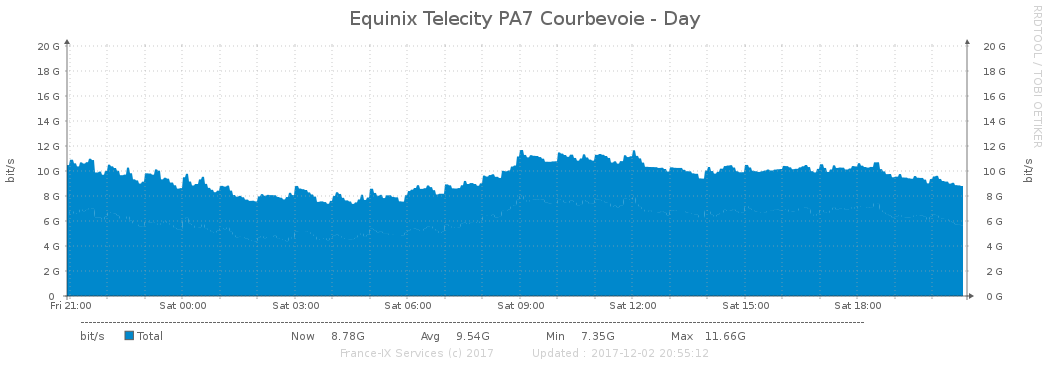 Equinix Telecity PA7 Courbevoie - Day
RRDTOOL / TOBI OETIKER
20 G 20 G
18 G 18 G
16 G 16 G
14 G 14 G
12 G 12 G
10 G 10 G
8 G 8 G
6 G 6 G
4 G 4 G
2 G 2 G
0 0 G
bit/s
bit/s
Fri 21:00 Sat 00:00 Sat 03:00 Sat 06:00 Sat 09:00 Sat 12:00 Sat 15:00 Sat 18:00
bit/s Total Now 8.78G Avg 9.54G Min 7.35G Max 11.66G
France-IX Services (c) 2017 Updated : 2017-12-02 20:55:12